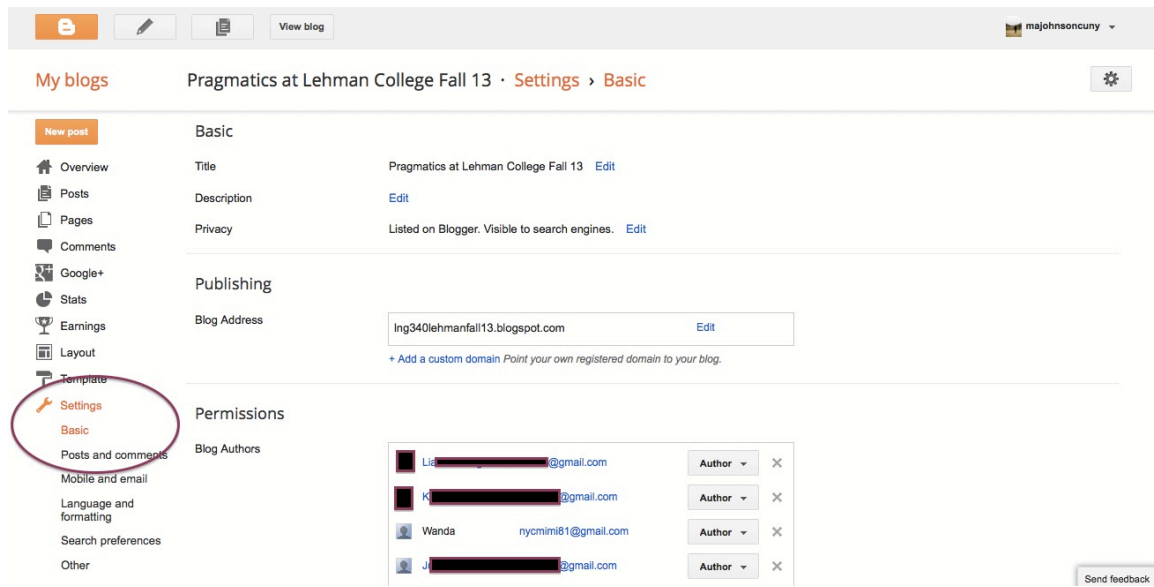 View blog
majohnsoncuny
My blogs
Pragmatics at Lehman College Fall 13 · Settings › Basic
New post
Overview
Posts
Pages
Comments
Google+
Stats
Earnings
Layout
Template
Settings
Basic
Posts and comments
Mobile and email
Language and
formatting
Search preferences
Other
Basic
Title Pragmatics at Lehman College Fall 13 Edit
Description Edit
Privacy Listed on Blogger. Visible to search engines. Edit
Publishing
Blog Address lng340lehmanfall13.blogspot.com Edit
+ Add a custom domain Point your own registered domain to your blog.
Permissions
Blog Authors
Lia @gmail.com Author
K @gmail.com Author
Wanda nycmimi81@gmail.com Author
@gmail.com Author
Send feedback